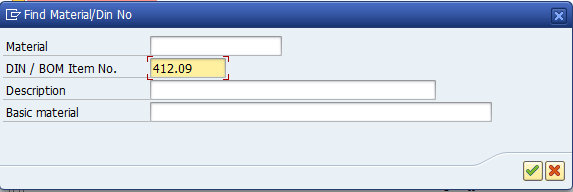 Find Material/Din No
Material
DIN / BOM Item No. 412.09
Description
Basic material